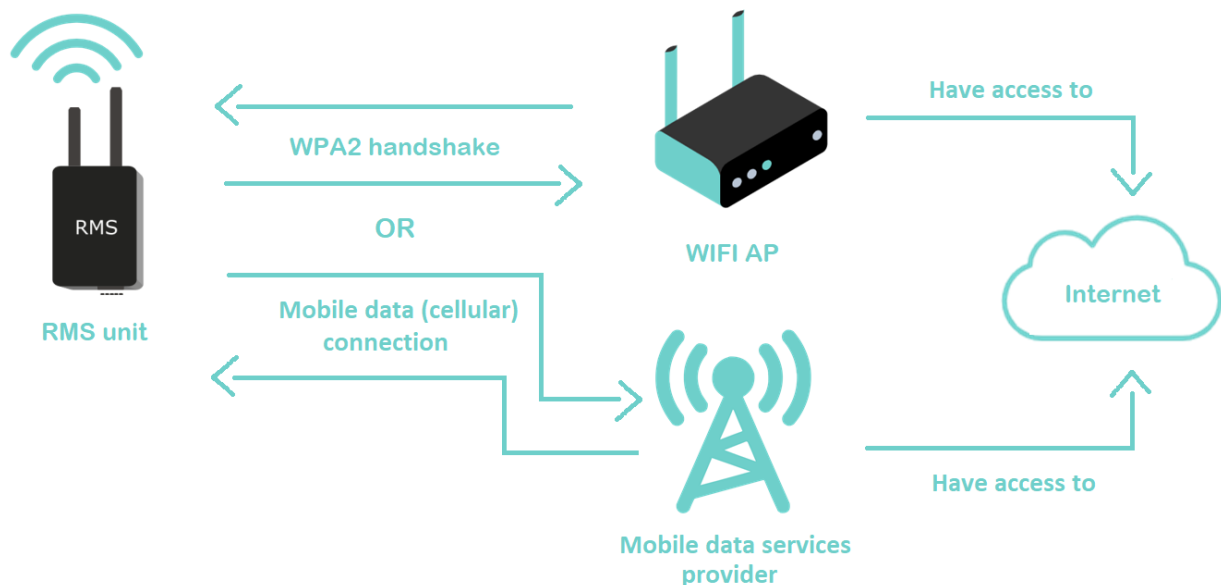 Have access to
WPA2 handshake
RMS
OR
WIFI AP
Internet
Mobile data (cellular)
connection
RMS unit
Have access to
Mobile data services
provider